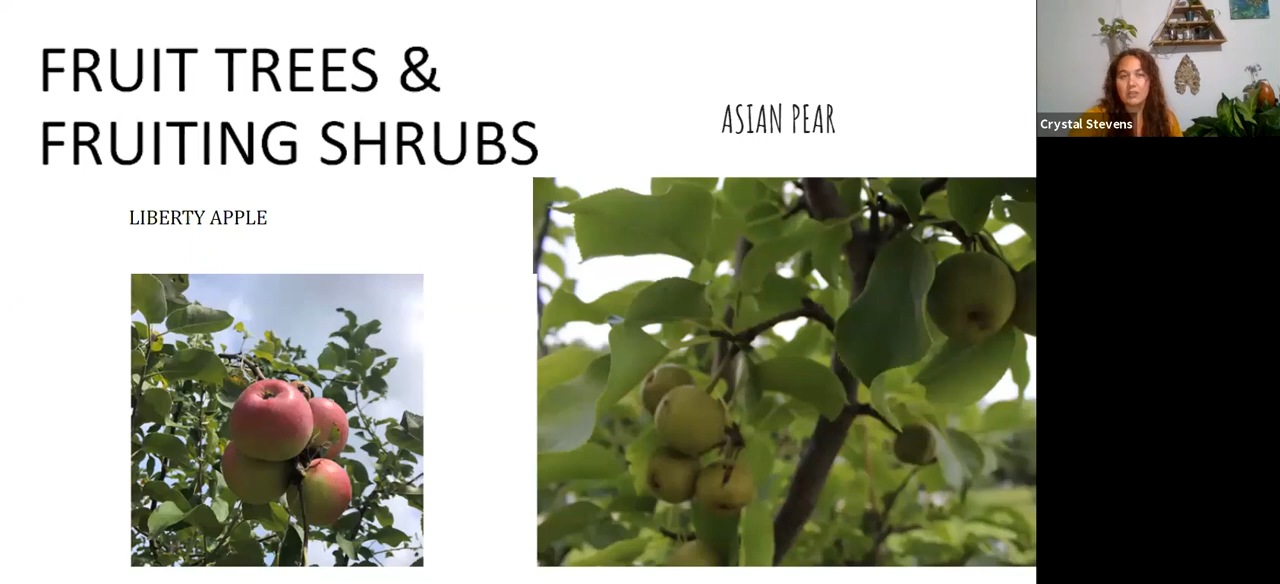 FRUIT TREES &
FRUITING SHRUBS
ASIAN PEAR
LIBERTY APPLE
Crystal Stevens